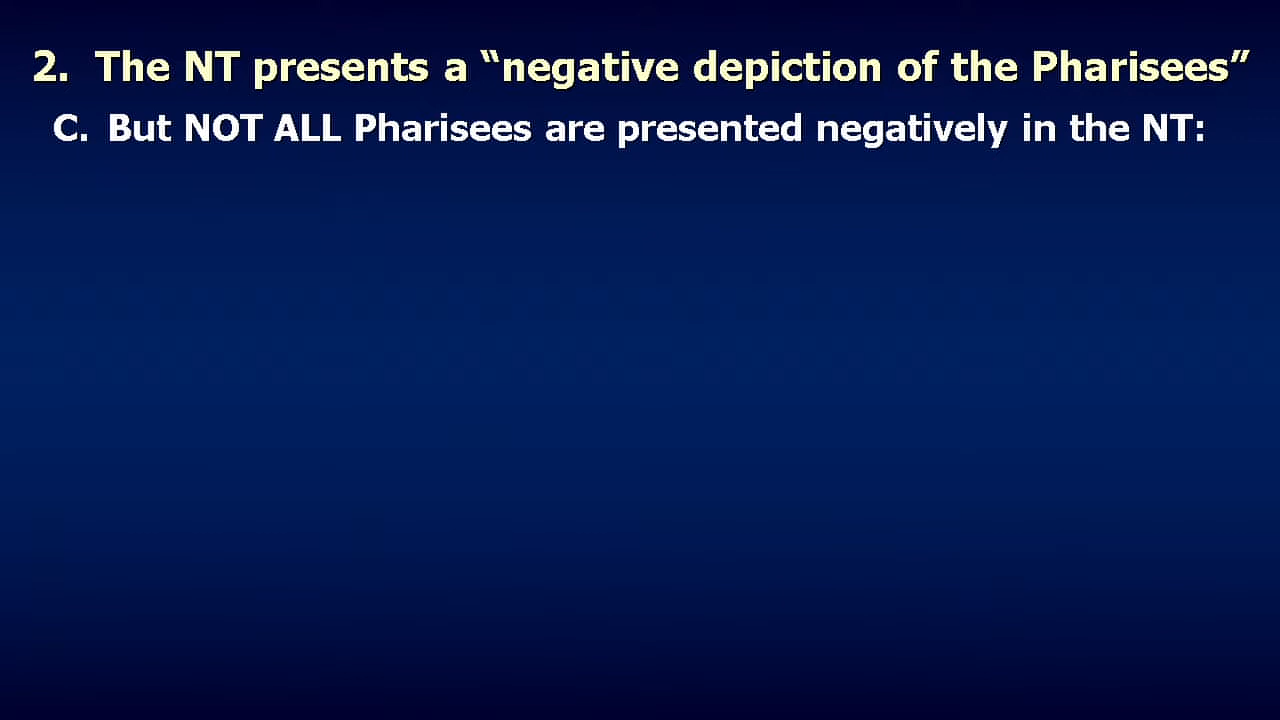 2. The NT presents a “negative depiction of the Pharisees”
C. But NOT ALL Pharisees are presented negatively in the NT: